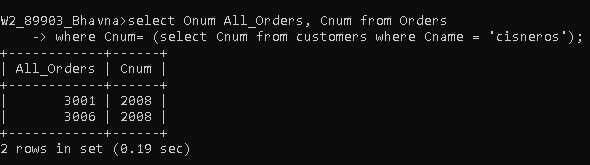 W2_89903_Bhavna>select Onum All_Orders, Cnum from Orders
    -> where Cnum= (select Cnum from customers where Cname = 'cisneros');
+------------+------+
| All_Orders | Cnum |
+------------+------+
|       3001 | 2008 |
|       3006 | 2008 |
+------------+------+
2 rows in set (0.19 sec)